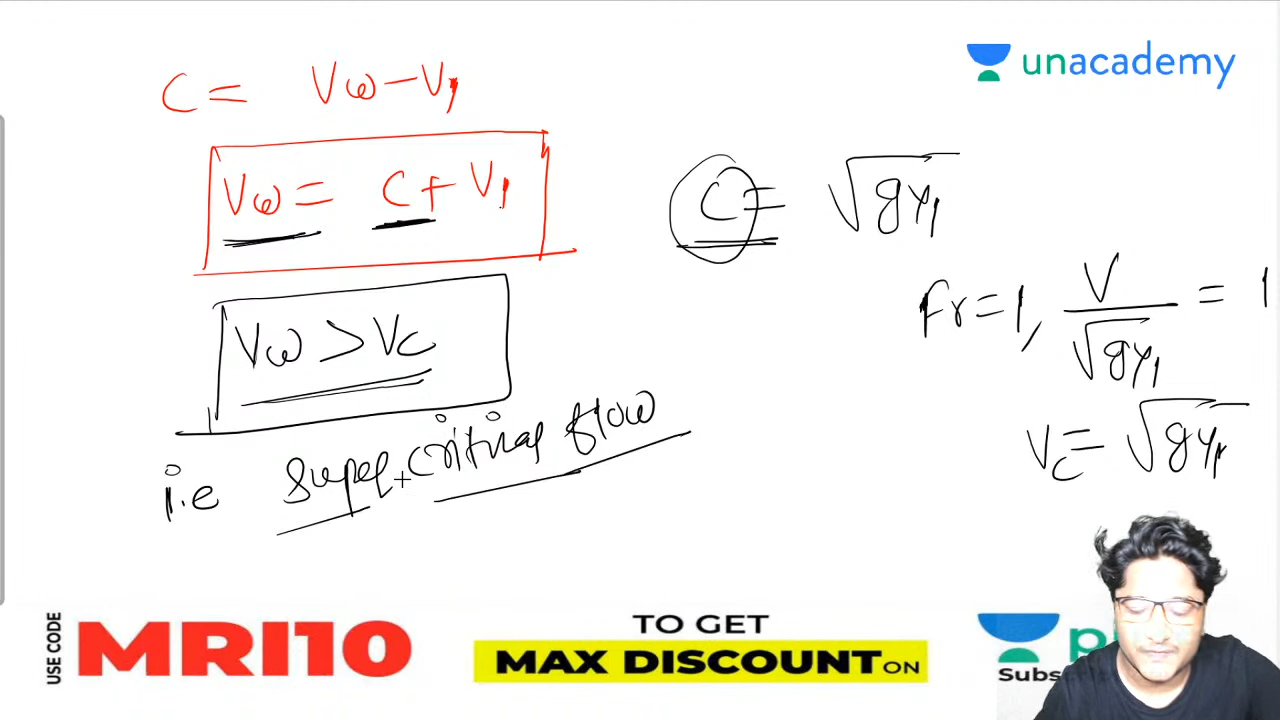 unacademy
C = Vω - V1
Vω = C + V1
C = √gy1
Vω > Vc
Fr = 1, V/√gy1 = 1
Vc = √gy1
i.e super critical flow
USE CODE
MRI10
TO GET
MAX DISCOUNT ON